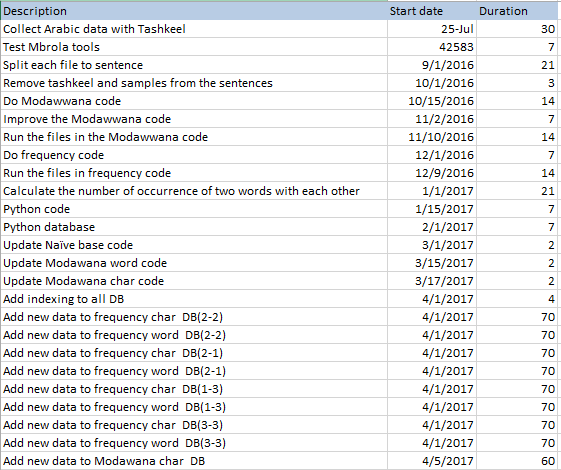 Description Start date Duration
Collect Arabic data with Tashkeel 25-Jul 30
Test Mbrola tools 42583 7
Split each file to sentence 9/1/2016 21
Remove tashkeel and samples from the sentences 10/1/2016 3
Do Modawwana code 10/15/2016 14
Improve the Modawwana code 11/2/2016 7
Run the files in the Modawwana code 11/10/2016 14
Do frequency code 12/1/2016 7
Run the files in frequency code 12/9/2016 14
Calculate the number of occurrence of two words with each other 1/1/2017 21
Python code 1/15/2017 7
Python database 2/1/2017 7
Update Naïve base code 3/1/2017 2
Update Modawana word code 3/15/2017 2
Update Modawana char code 3/17/2017 2
Add indexing to all DB 4/1/2017 4
Add new data to frequency char DB(2-2) 4/1/2017 70
Add new data to frequency word DB(2-2) 4/1/2017 70
Add new data to frequency char DB(2-1) 4/1/2017 70
Add new data to frequency word DB(2-1) 4/1/2017 70
Add new data to frequency char DB(1-3) 4/1/2017 70
Add new data to frequency word DB(1-3) 4/1/2017 70
Add new data to frequency char DB(3-3) 4/1/2017 70
Add new data to frequency word DB(3-3) 4/1/2017 70
Add new data to Modawana char DB 4/5/2017 60